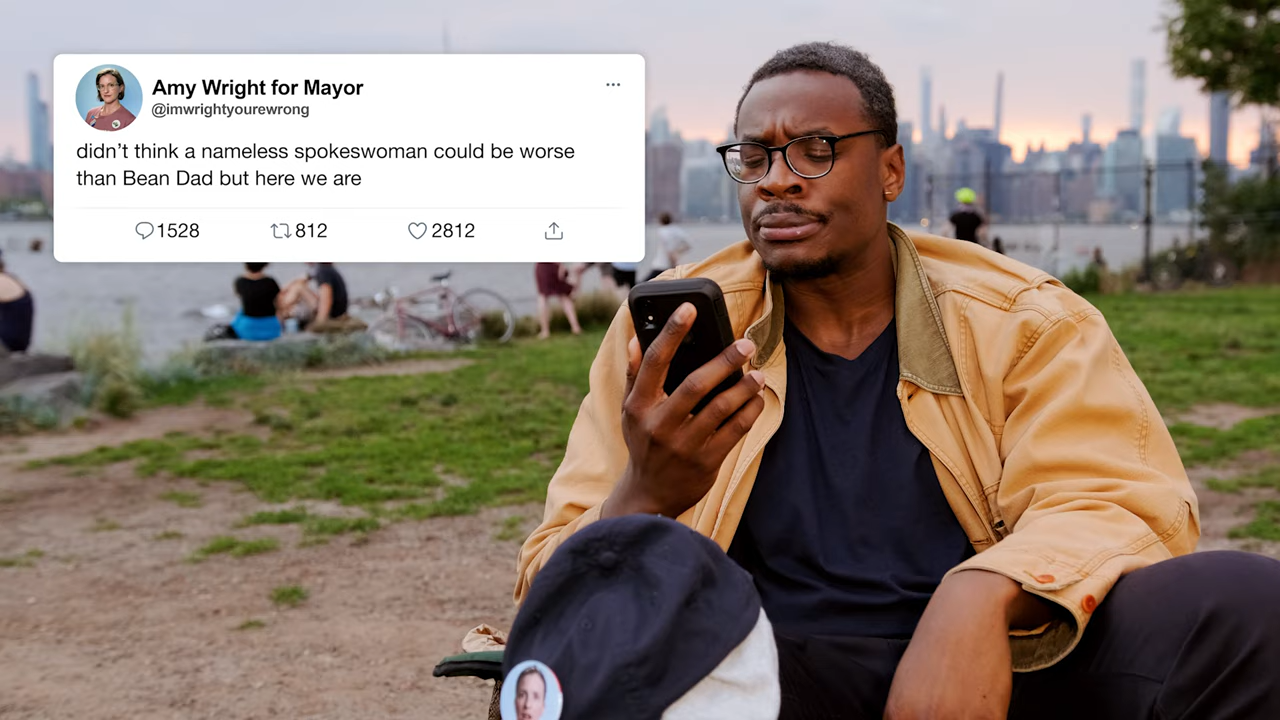 Amy Wright for Mayor
@imwrightyourewrong
didn’t think a nameless spokeswoman could be worse
than Bean Dad but here we are
1528 812 2812